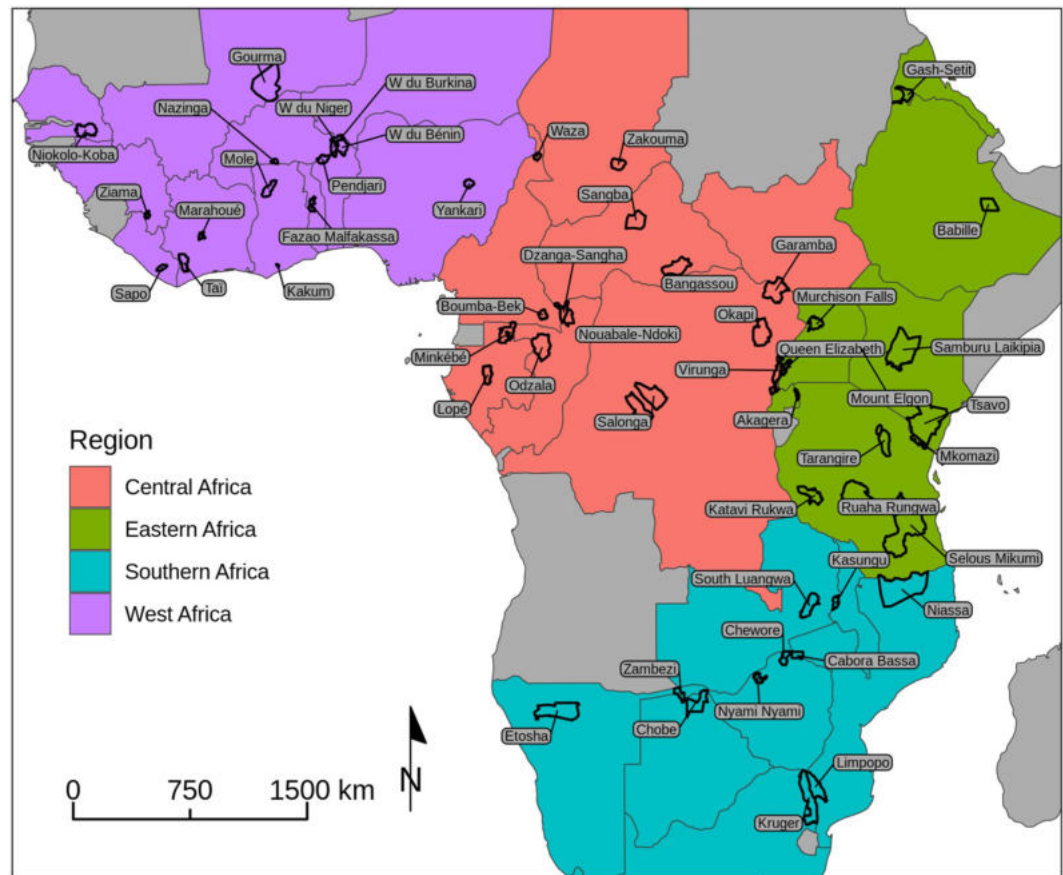 Gourma
Gash-Setit
W du Burkina
W du Niger
Nazinga
W du Bénin
Waza
Zakouma
Niokolo-Koba
Mole
Pendjari
Sangba
Ziama
Yankari
Marahoué
Babille
Fazao Malfakassa
Garamba
Dzanga-Sangha
Bangassou
Sapo
Taï
Kakum
Murchison Falls
Boumba-Bek
Okapi
Nouabale-Ndoki
Queen Elizabeth
Samburu Laikipia
Minkébé
Virunga
Odzala
Mount Elgon
Tsavo
Lopé
Salonga
Akagera
Region
Tarangire
Mkomazi
Central Africa
Katavi Rukwa
Ruaha Rungwa
Eastern Africa
Kasungu
Selous Mikumi
Southern Africa
South Luangwa
Niassa
West Africa
Chewore
Cabora Bassa
Zambezi
Nyami Nyami
Etosha
Chobe
Limpopo
N
0 750 1500 km
Kruger